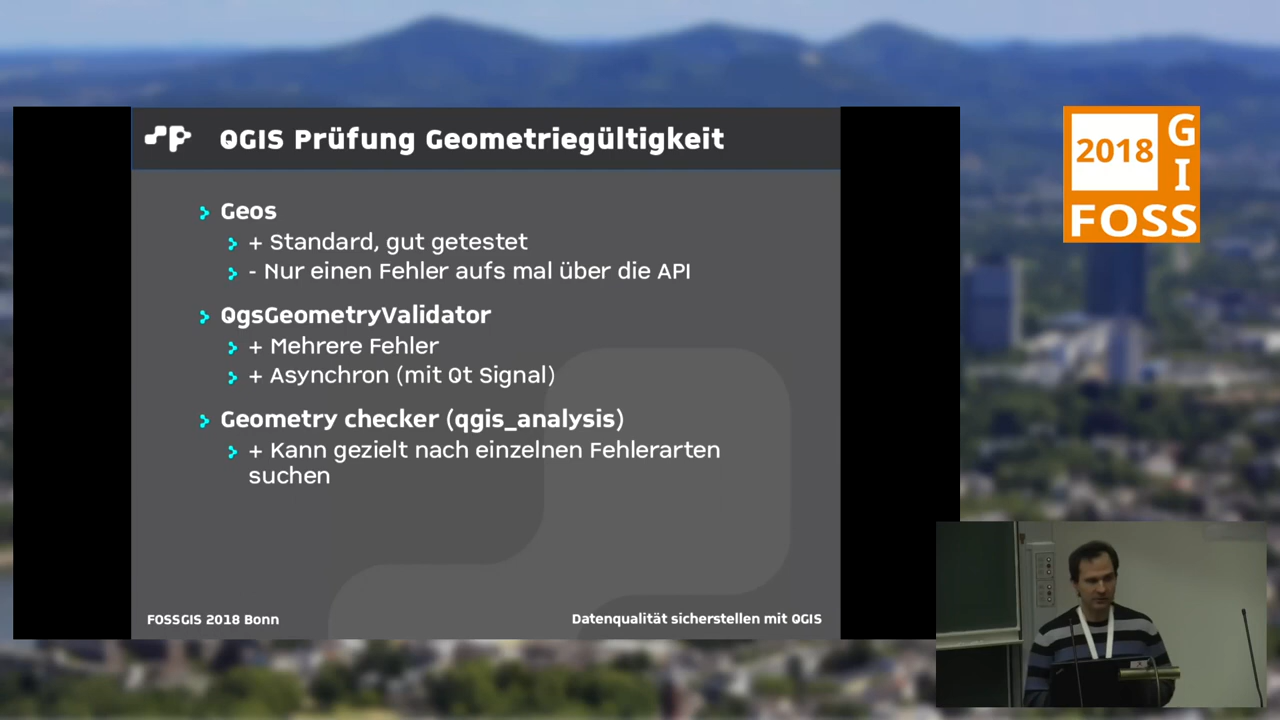 QGIS Prüfung Geometriegültigkeit
Geos
+ Standard, gut getestet
- Nur einen Fehler aufs mal über die API
QgsGeometryValidator
+ Mehrere Fehler
+ Asynchron (mit Qt Signal)
Geometry checker (qgis_analysis)
+ Kann gezielt nach einzelnen Fehlerarten
suchen
FOSSGIS 2018 Bonn
Datenqualität sicherstellen mit QGIS
2018
GI
FOSS